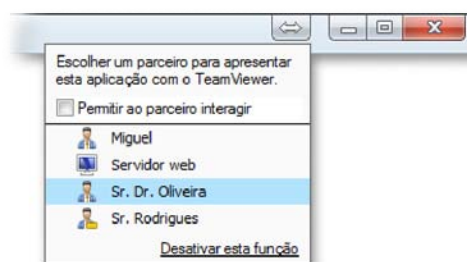 Escolher um parceiro para apresentar
esta aplicação com o TeamViewer.
Permitir ao parceiro interagir
Miguel
Servidor web
Sr. Dr. Oliveira
Sr. Rodrigues
Desativar esta função